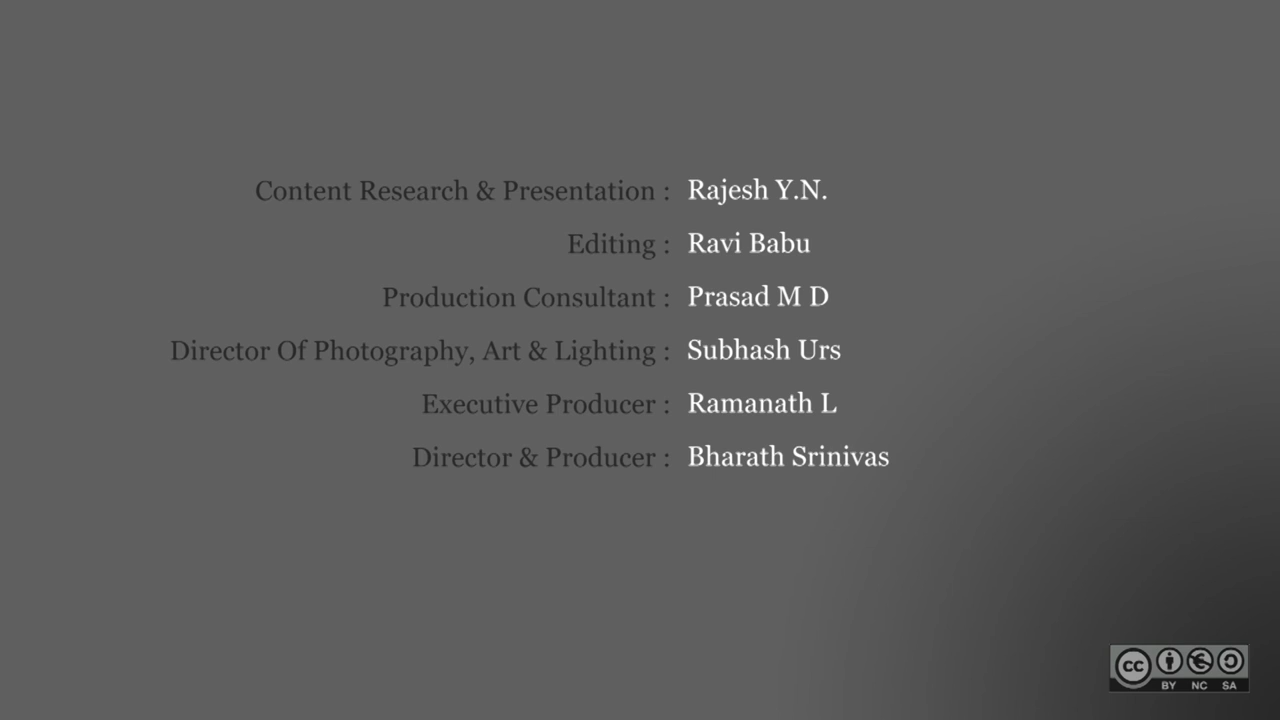 Content Research & Presentation : Rajesh Y.N.
Editing : Ravi Babu
Production Consultant : Prasad M D
Director Of Photography, Art & Lighting : Subhash Urs
Executive Producer : Ramanath L
Director & Producer : Bharath Srinivas
cc
BY NC SA